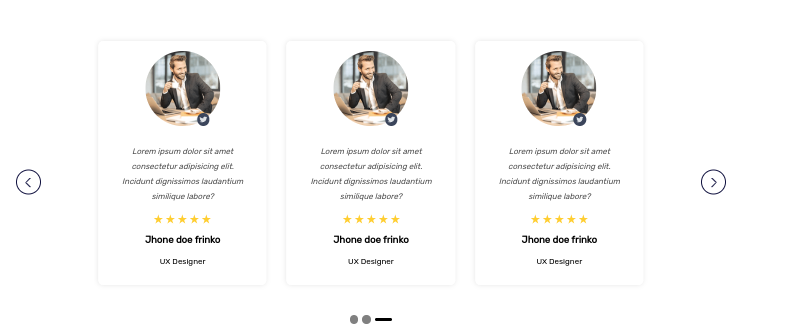 Lorem ipsum dolor sit amet
consectetur adipisicing elit.
Incidunt dignissimos laudantium
similique labore?
Jhone doe frinko
UX Designer
Lorem ipsum dolor sit amet
consectetur adipisicing elit.
Incidunt dignissimos laudantium
similique labore?
Jhone doe frinko
UX Designer
Lorem ipsum dolor sit amet
consectetur adipisicing elit.
Incidunt dignissimos laudantium
similique labore?
Jhone doe frinko
UX Designer